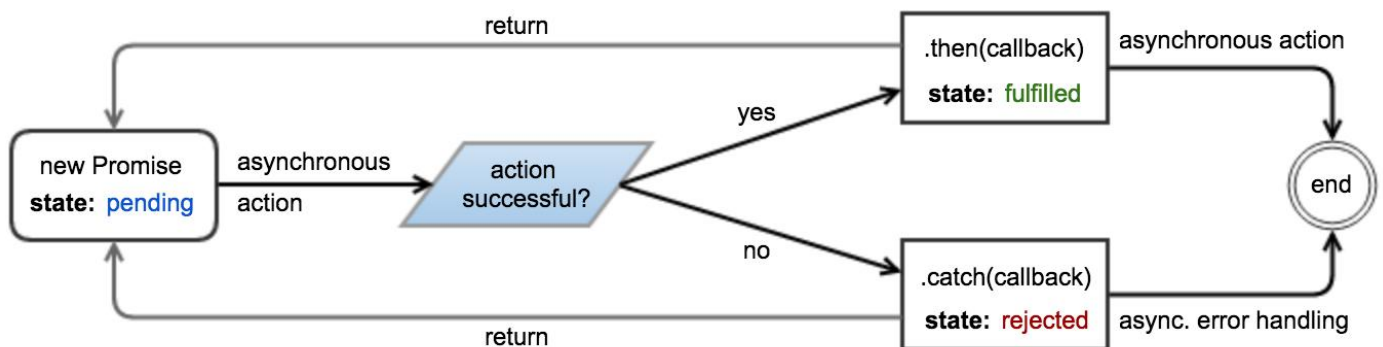 return
.then(callback)
state: fulfilled
asynchronous action
yes
new Promise
state: pending
asynchronous
action
action
successful?
end
no
.catch(callback)
state: rejected
async. error handling
return